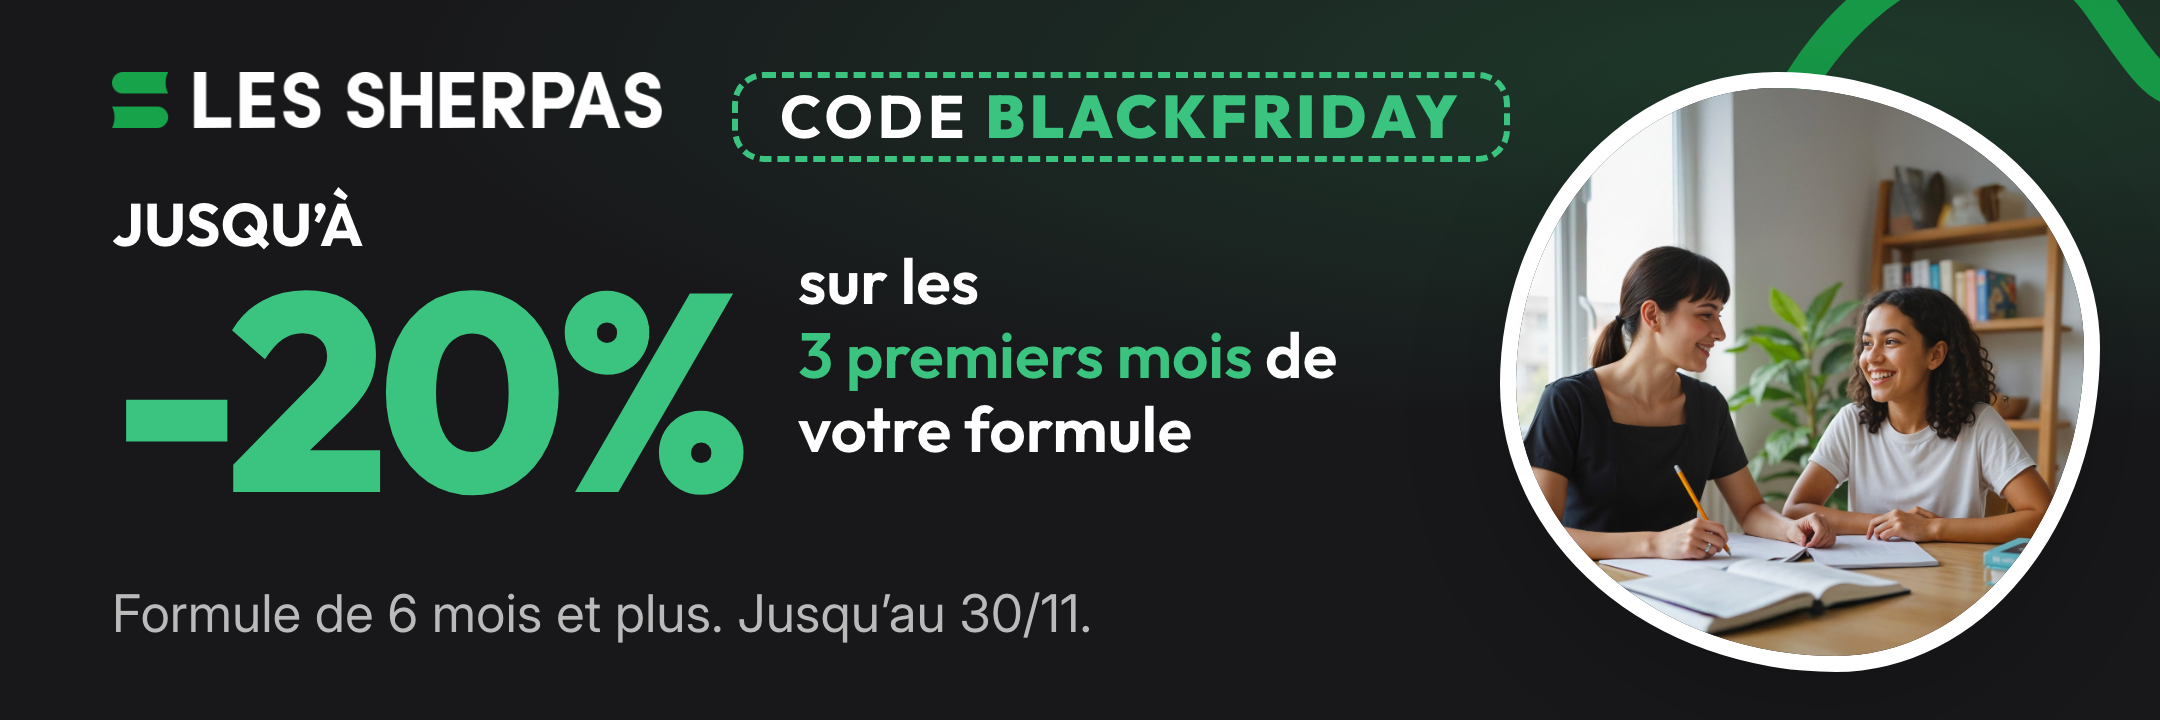 LES SHERPAS
CODE BLACKFRIDAY
JUSQU’À
-20%
sur les
3 premiers mois de
votre formule
Formule de 6 mois et plus. Jusqu’au 30/11.